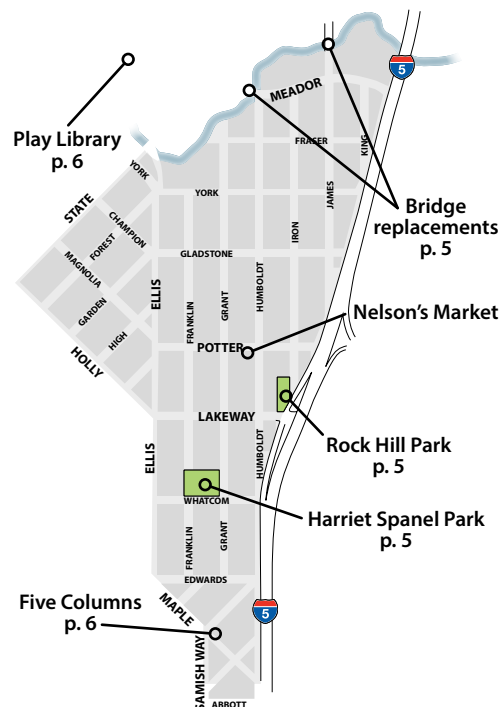 MEADOR
5
Play Library
p. 6
FRASER
KING
YORK
STATE
YORK
JAMES
Bridge
replacements
p. 5
CHAMPION
FOREST
IRON
MAGNOLIA
GLADSTONE
ELLIS
FRANKLIN
GRANT
HUMBOLDT
GARDEN
HIGH
HOLLY
Nelson's Market
POTTER
LAKEWAY
Rock Hill Park
p. 5
ELLIS
HUMBOLDT
WHATCOM
Harriet Spanel Park
p. 5
FRANKLIN
GRANT
EDWARDS
Five Columns
p. 6
MAPLE
5
SAMISH WAY
ABBOTT